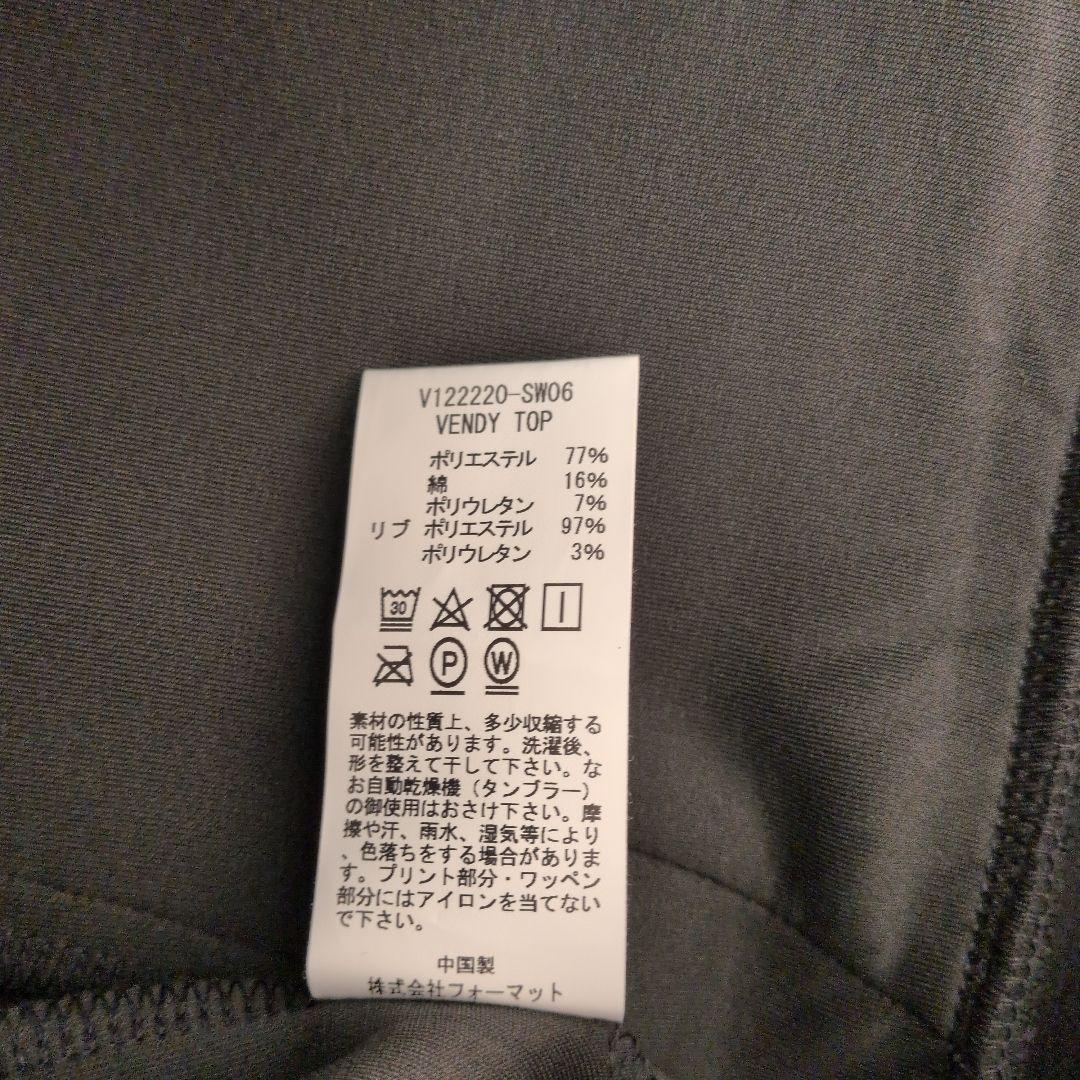 V122220-SW06
VENDY TOP
ポリエステル 77%
綿 16%
ポリウレタン 7%
リブ ポリエステル 97%
ポリウレタン 3%
30
P W
素材の性質上、多少収縮する
可能性があります。洗濯後、
形を整えて干して下さい。な
お自動乾燥機（タンブラー）
の御使用はおさけ下さい。摩
擦や汗、雨水、湿気等により
、色落ちをする場合がありま
す。プリント部分・ワッペン
部分にはアイロンを当てない
で下さい。
中国製
株式会社フォーマット